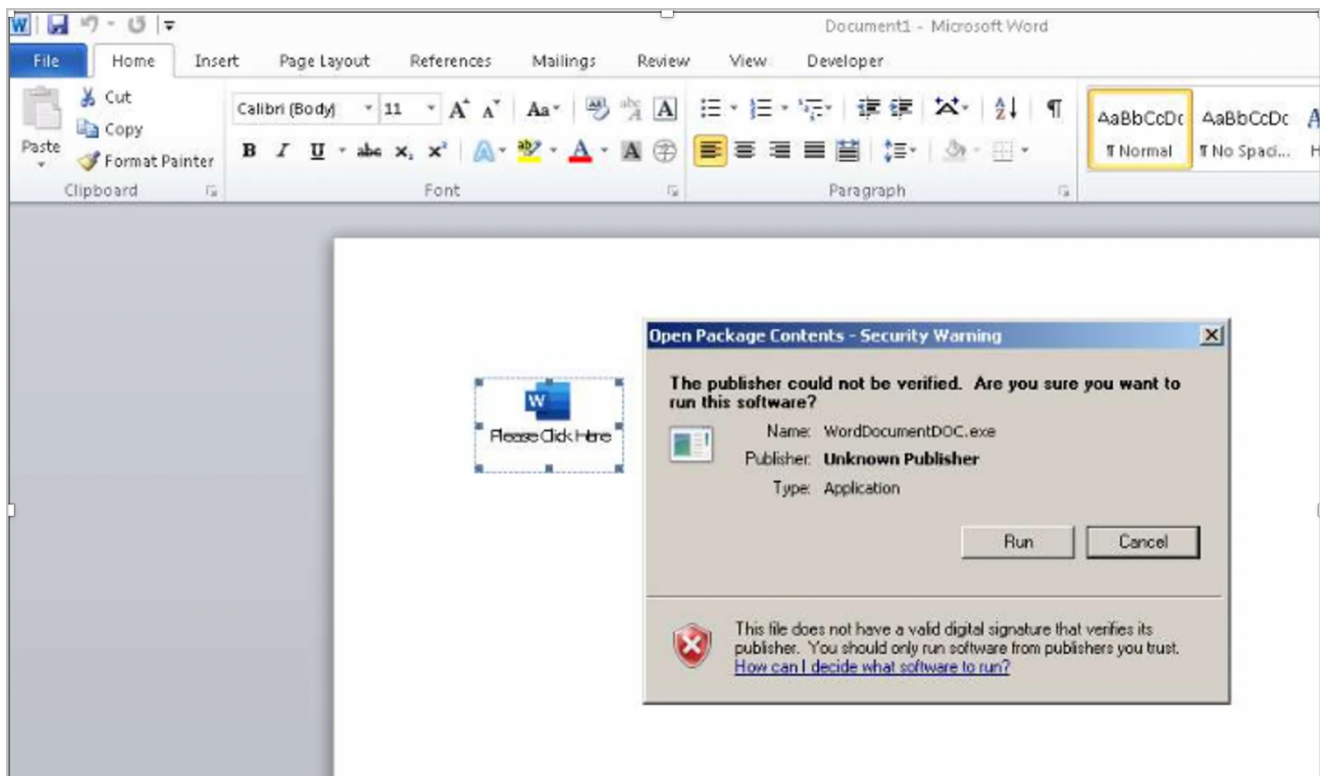 Document1 - Microsoft Word
File Home Insert Page Layout References Mailings Review View Developer
Cut
Copy
Paste
Format Painter
Calibri (Body) 11
Aa
B I U abc x₂ x²
AaBbCcDc AaBbCcDc
¶ Normal ¶ No Spaci...
Clipboard Font Paragraph
Please Click Here
Open Package Contents - Security Warning
The publisher could not be verified. Are you sure you want to
run this software?
Name: WordDocumentDOC.exe
Publisher: Unknown Publisher
Type: Application
Run Cancel
This file does not have a valid digital signature that verifies its
publisher. You should only run software from publishers you trust.
How can I decide what software to run?